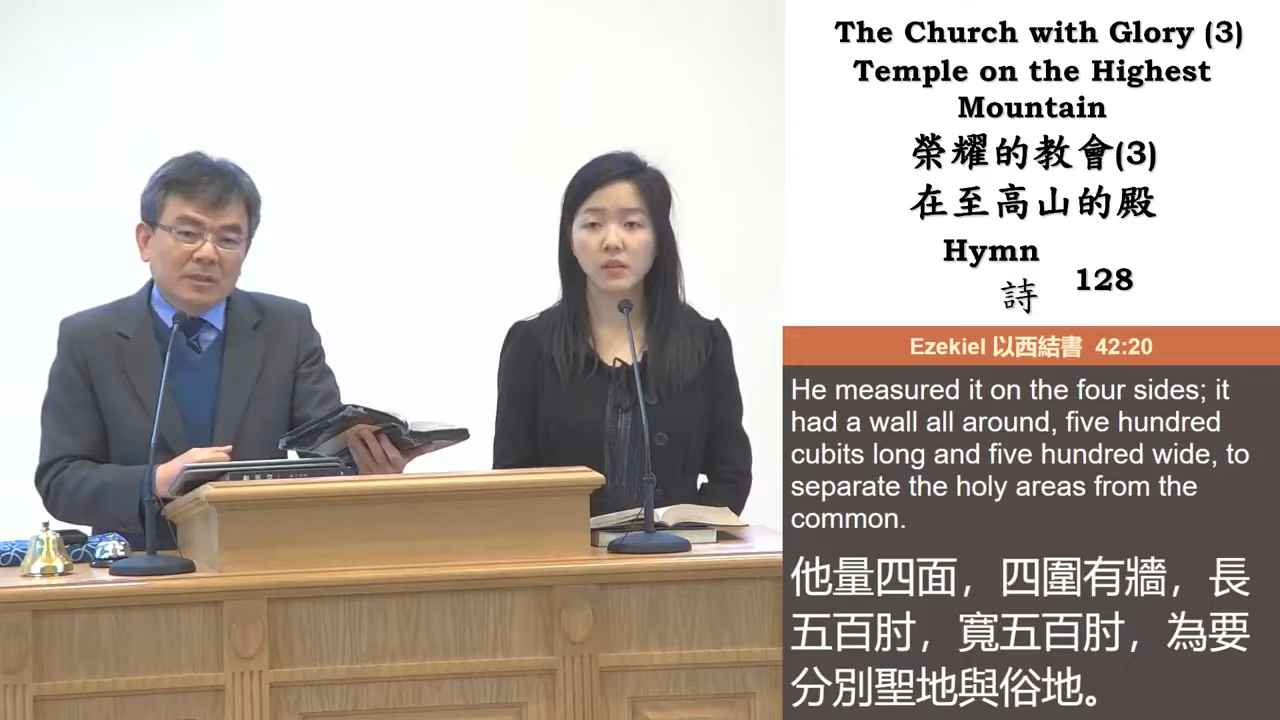 The Church with Glory (3)
Temple on the Highest
Mountain
榮耀的教會(3)
在至高山的殿
Hymn
詩 128
Ezekiel 以西結書 42:20
He measured it on the four sides; it
had a wall all around, five hundred
cubits long and five hundred wide, to
separate the holy areas from the
common.
他量四面，四圍有牆，長
五百肘，寬五百肘，為要
分別聖地與俗地。